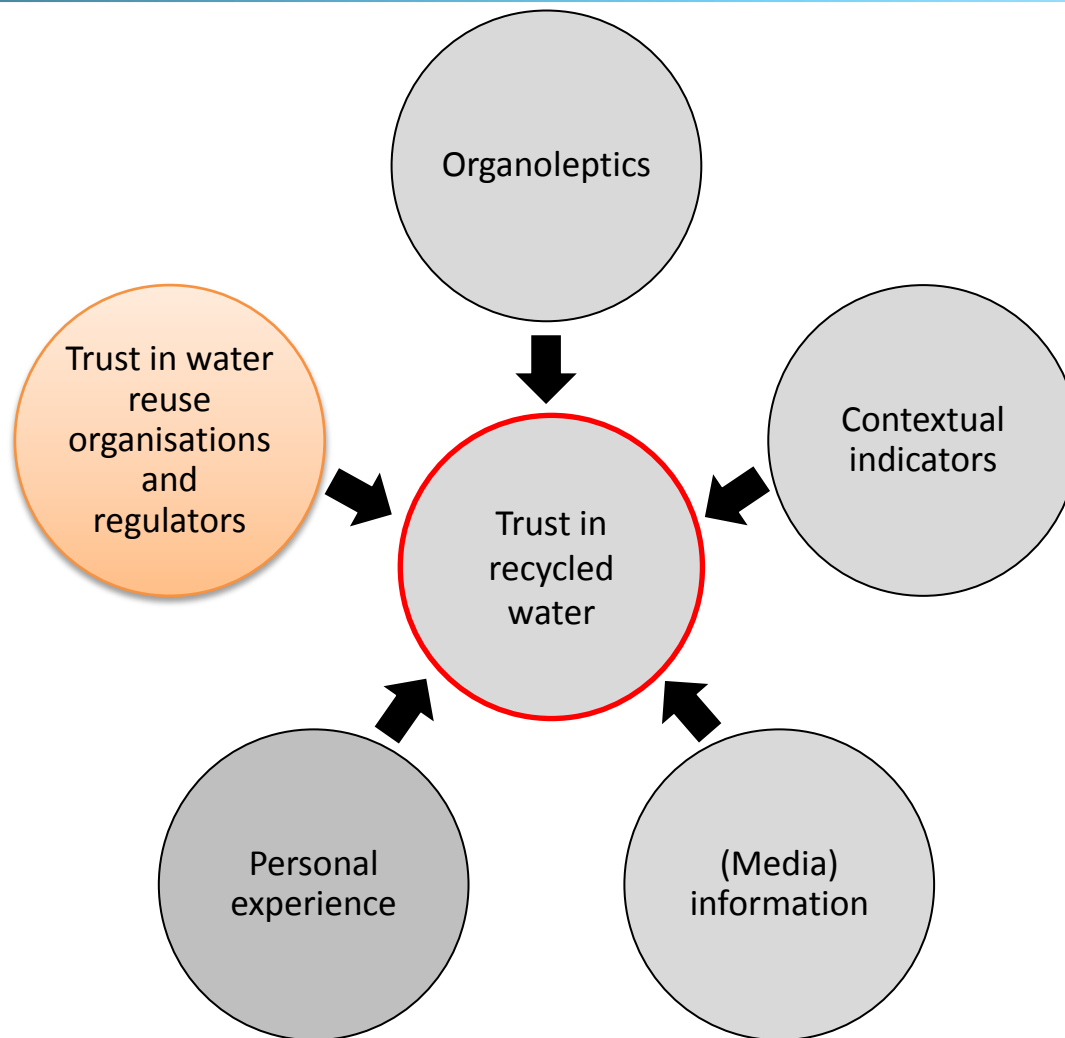 Organoleptics
Trust in water
reuse
organisations
and
regulators
Contextual
indicators
Trust in
recycled
water
Personal
experience
(Media)
information